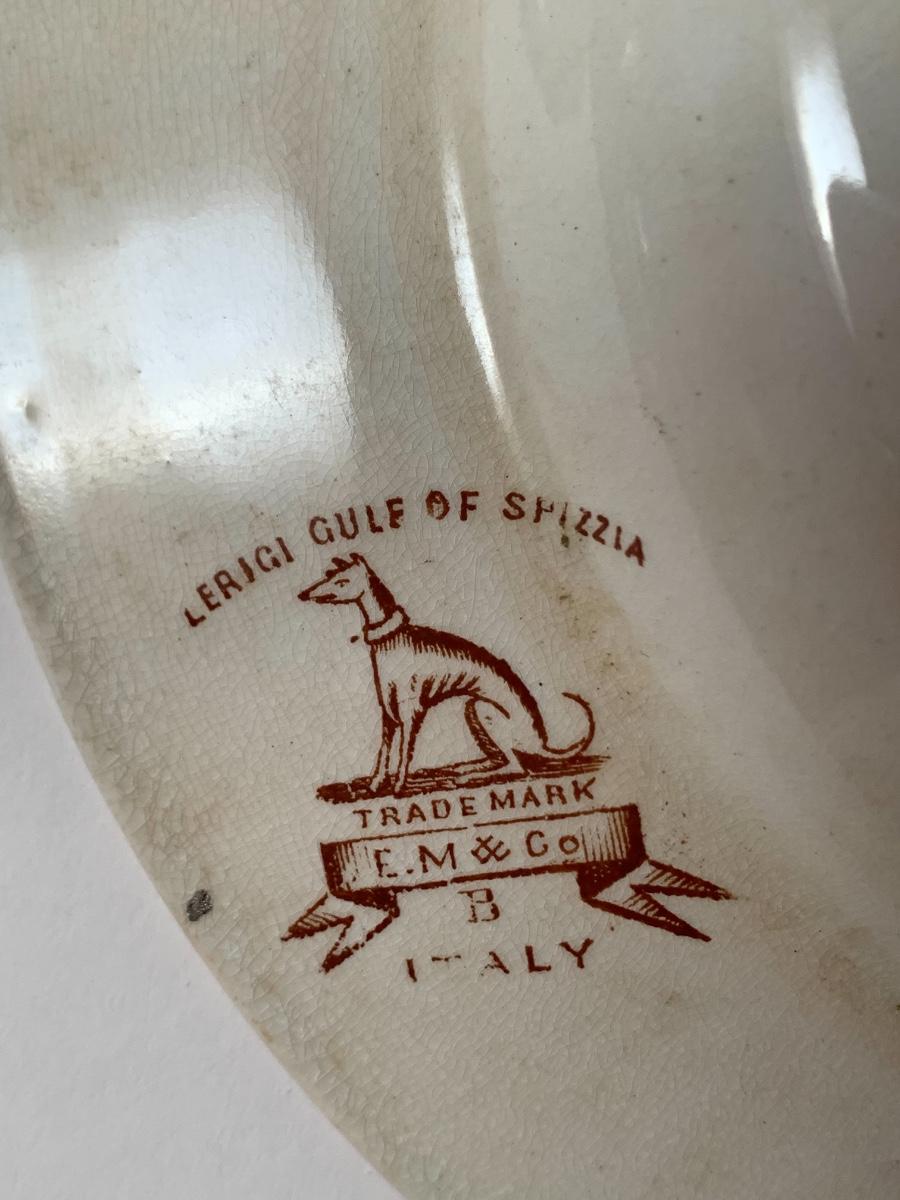 LERIGI GULF OF SPIZZIA
TRADE MARK
E.M & Co
B
ITALY